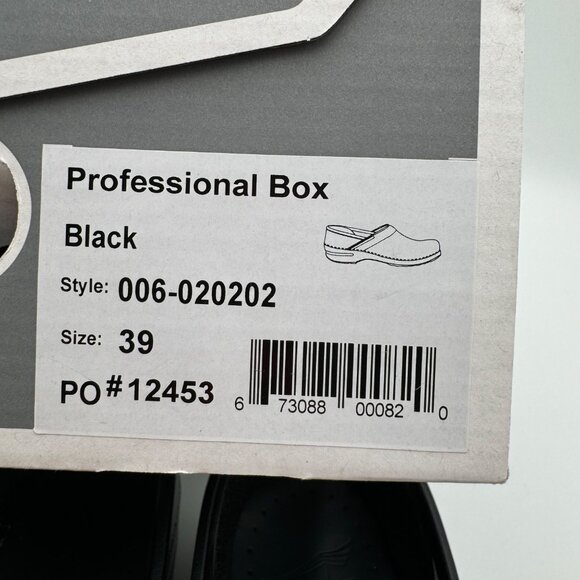 Professional Box
Black
Style: 006-020202
Size: 39
PO#12453
6 73088 00082 0